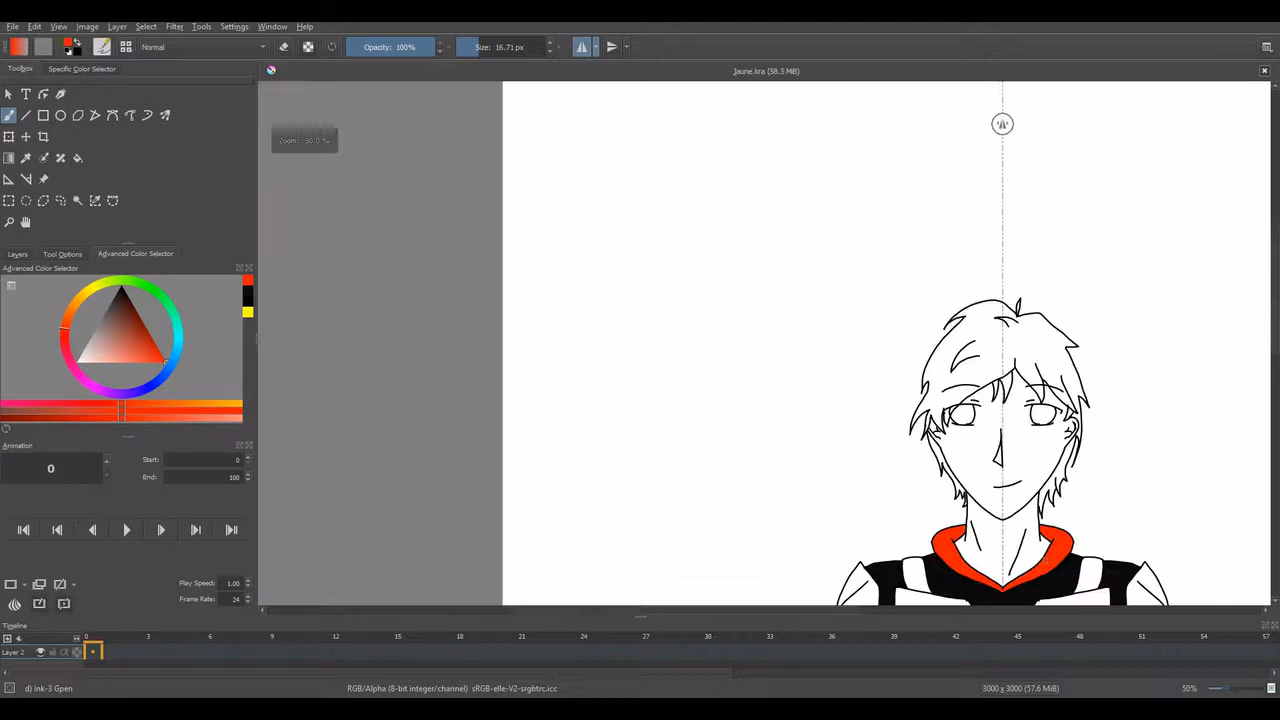 File Edit View Image Layer Select Filter Tools Settings Window Help
Normal Opacity: 100% Size: 16.71 px
Toolbox Specific Color Selector
Jaune.kra (58.5 MiB)
Zoom: 50.0 %
Layers Tool Options Advanced Color Selector
Advanced Color Selector
Animation
0 Start: 0
End: 100
Play Speed: 1.00
Frame Rate: 24
Timeline
0 3 6 9 12 15 18 21 24 27 30 33 36 39 42 45 48 51 54 57
Layer 2
d) Ink-3 Gpen RGB/Alpha (8-bit integer/channel) sRGB-elle-V2-srgbtrc.icc 3000 x 3000 (57.6 MiB) 50%